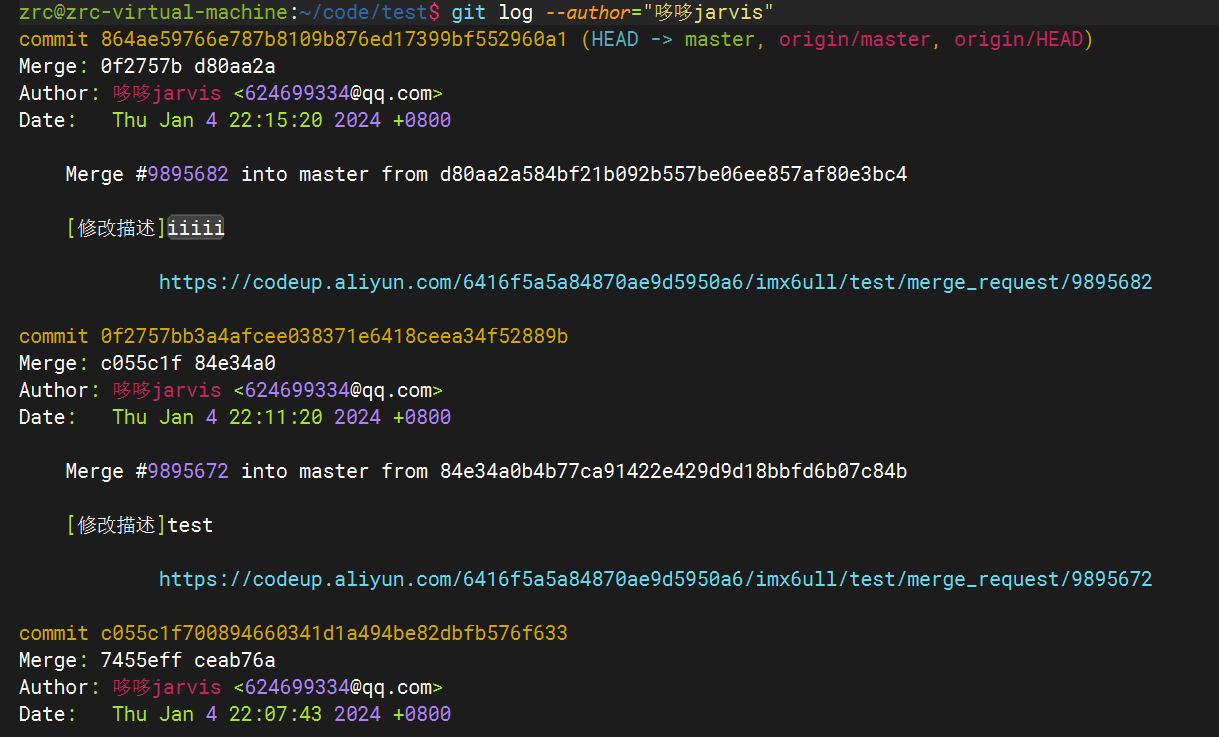 zrc@zrc-virtual-machine:~/code/test$ git log --author="哆哆jarvis"
commit 864ae59766e787b8109b876ed17399bf552960a1 (HEAD -> master, origin/master, origin/HEAD)
Merge: 0f2757b d80aa2a
Author: 哆哆jarvis <624699334@qq.com>
Date:   Thu Jan 4 22:15:20 2024 +0800
Merge #9895682 into master from d80aa2a584bf21b092b557be06ee857af80e3bc4
[修改描述]iiiii
https://codeup.aliyun.com/6416f5a5a84870ae9d5950a6/imx6ull/test/merge_request/9895682
commit 0f2757bb3a4afcee038371e6418ceea34f52889b
Merge: c055c1f 84e34a0
Author: 哆哆jarvis <624699334@qq.com>
Date:   Thu Jan 4 22:11:20 2024 +0800
Merge #9895672 into master from 84e34a0b4b77ca91422e429d9d18bbfd6b07c84b
[修改描述]test
https://codeup.aliyun.com/6416f5a5a84870ae9d5950a6/imx6ull/test/merge_request/9895672
commit c055c1f700894660341d1a494be82dbfb576f633
Merge: 7455eff ceab76a
Author: 哆哆jarvis <624699334@qq.com>
Date:   Thu Jan 4 22:07:43 2024 +0800